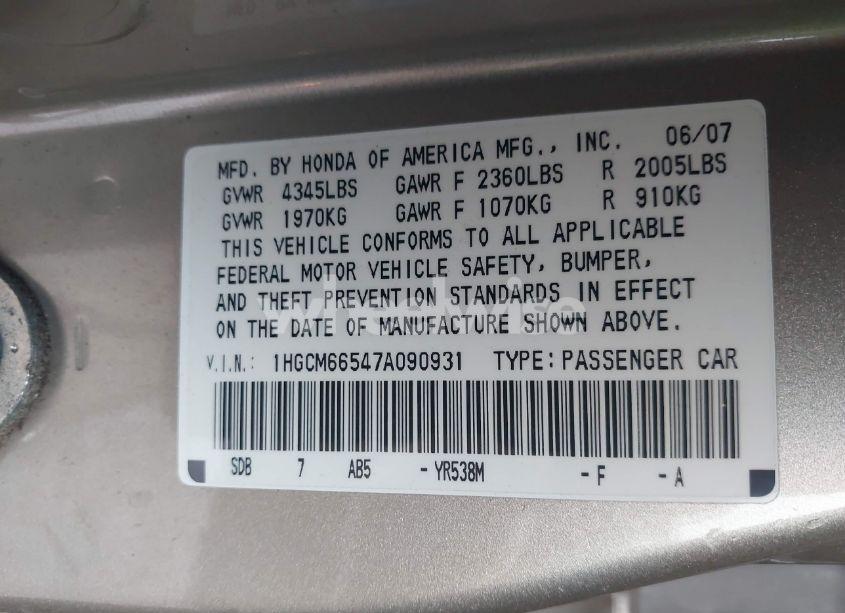 MFD. BY HONDA OF AMERICA MFG., INC. 06/07
GVWR 4345LBS GAWR F 2360LBS R 2005LBS
GVWR 1970KG GAWR F 1070KG R 910KG
THIS VEHICLE CONFORMS TO ALL APPLICABLE
FEDERAL MOTOR VEHICLE SAFETY, BUMPER,
AND THEFT PREVENTION STANDARDS IN EFFECT
ON THE DATE OF MANUFACTURE SHOWN ABOVE.
V.I.N.: 1HGCM66547A090931 TYPE: PASSENGER CAR
SDB 7 AB5 -YR538M -F -A